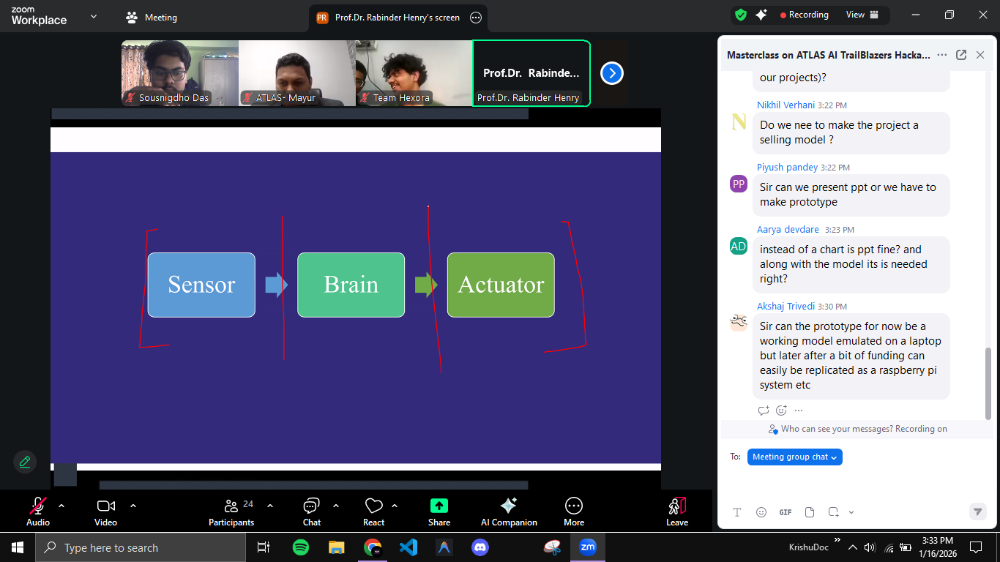 zoom
Workplace
Meeting
PR
Prof.Dr. Rabinder Henry's screen
Recording
View
Sousnigdho Das
ATLAS- Mayur
Team Hexora
Prof.Dr. Rabinde...
Prof.Dr. Rabinder Henry
Sensor
Brain
Actuator
Masterclass on ATLAS AI TrailBlazers Hacka...
our projects)?
Nikhil Verhani 3:22 PM
N
Do we nee to make the project a
selling model ?
Piyush pandey 3:22 PM
PP
Sir can we present ppt or we have to
make prototype
Aarya devdare 3:23 PM
AD
instead of a chart is ppt fine? and
along with the model its is needed
right?
Akshaj Trivedi 3:30 PM
Sir can the prototype for now be a
working model emulated on a laptop
but later after a bit of funding can
easily be replicated as a raspberry pi
system etc
Who can see your messages? Recording on
To: Meeting group chat
GIF
Audio
Video
24
Participants
Chat
React
Share
AI Companion
More
Leave
Type here to search
zm
KrishuDoc
3:33 PM
1/16/2026